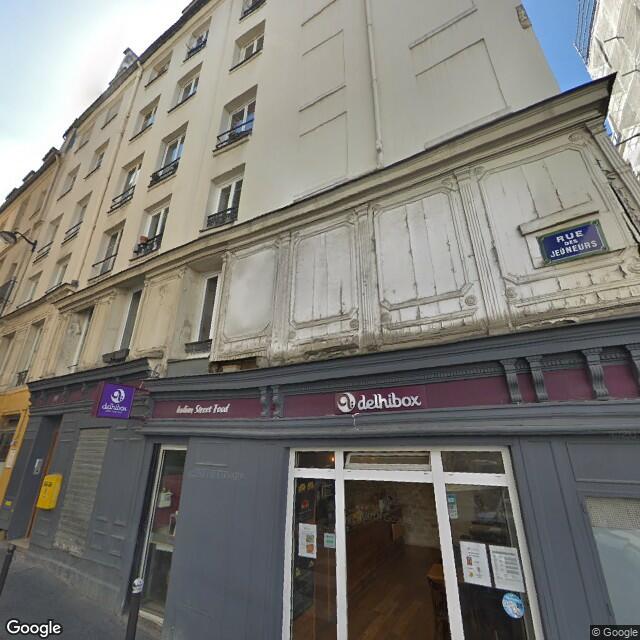 RUE
DES
JEÛNEURS
delhibox
Indian Street Food
delhibox
Google
© Google